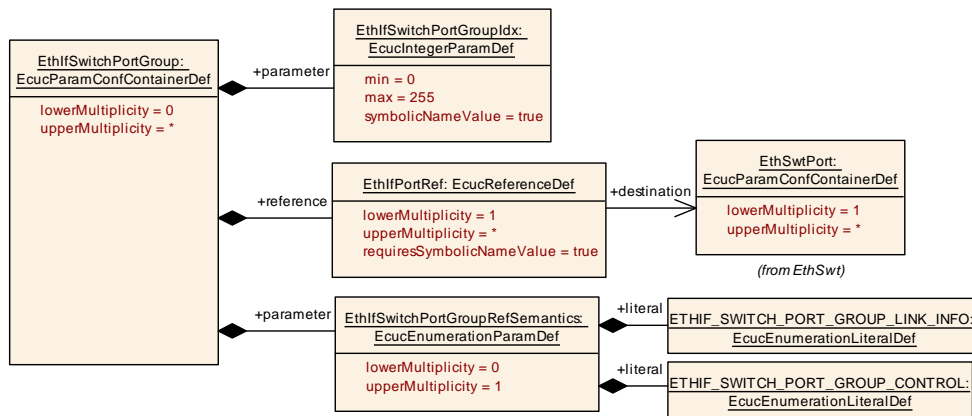 EthIfSwitchPortGroup:
EcucParamConfContainerDef
lowerMultiplicity = 0
upperMultiplicity = *
+parameter
EthIfSwitchPortGroupIdx:
EcucIntegerParamDef
min = 0
max = 255
symbolicNameValue = true
+reference
EthIfPortRef: EcucReferenceDef
lowerMultiplicity = 1
upperMultiplicity = *
requiresSymbolicNameValue = true
+destination
EthSwtPort:
EcucParamConfContainerDef
lowerMultiplicity = 1
upperMultiplicity = *
(from EthSwt)
+parameter
EthIfSwitchPortGroupRefSemantics:
EcucEnumerationParamDef
lowerMultiplicity = 0
upperMultiplicity = 1
+literal
ETHIF_SWITCH_PORT_GROUP_LINK_INFO:
EcucEnumerationLiteralDef
+literal
ETHIF_SWITCH_PORT_GROUP_CONTROL:
EcucEnumerationLiteralDef